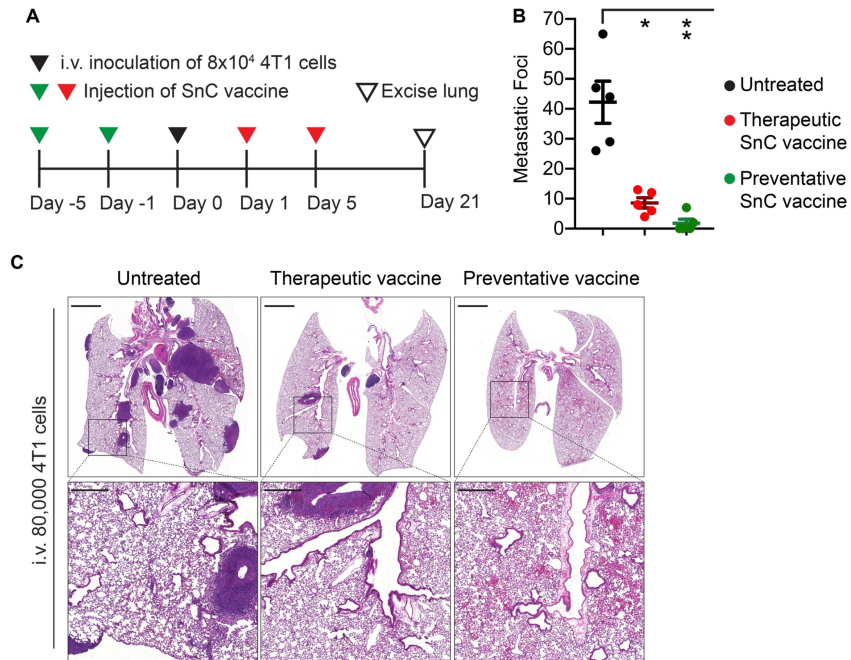 A
i.v. inoculation of 8x10⁴ 4T1 cells
Injection of SnC vaccine
Excise lung
Day -5
Day -1
Day 0
Day 1
Day 5
Day 21
B
Metastatic Foci
70
60
50
40
30
20
10
0
*
*
*
Untreated
Therapeutic
SnC vaccine
Preventative
SnC vaccine
C
Untreated
Therapeutic vaccine
Preventative vaccine
i.v. 80,000 4T1 cells